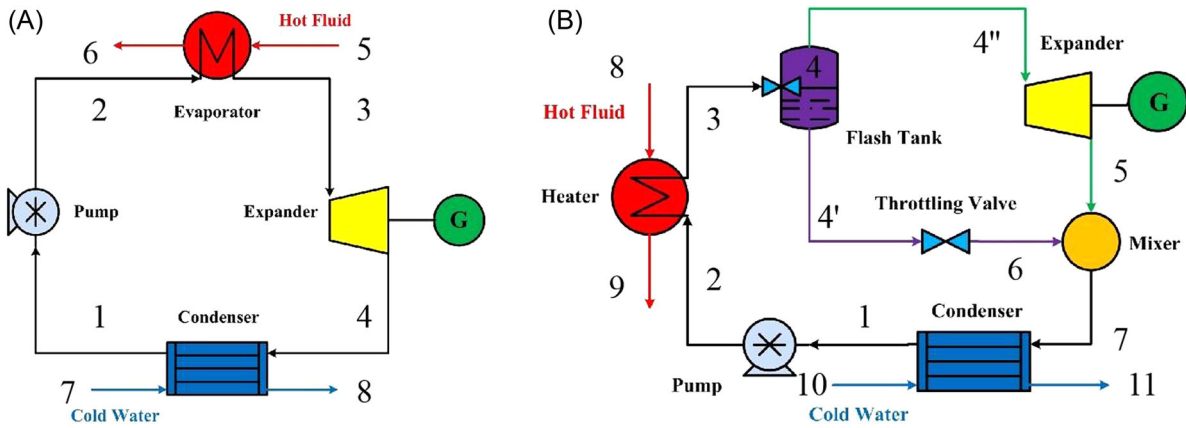 (A)
Hot Fluid
6
5
2
3
Evaporator
Pump
Expander
G
1
Condenser
4
7
8
Cold Water
(B)
4"
Expander
8
4
G
Hot Fluid
3
Flash Tank
5
Heater
4'
Throttling Valve
Mixer
9
2
6
1
Condenser
7
Pump
10
11
Cold Water